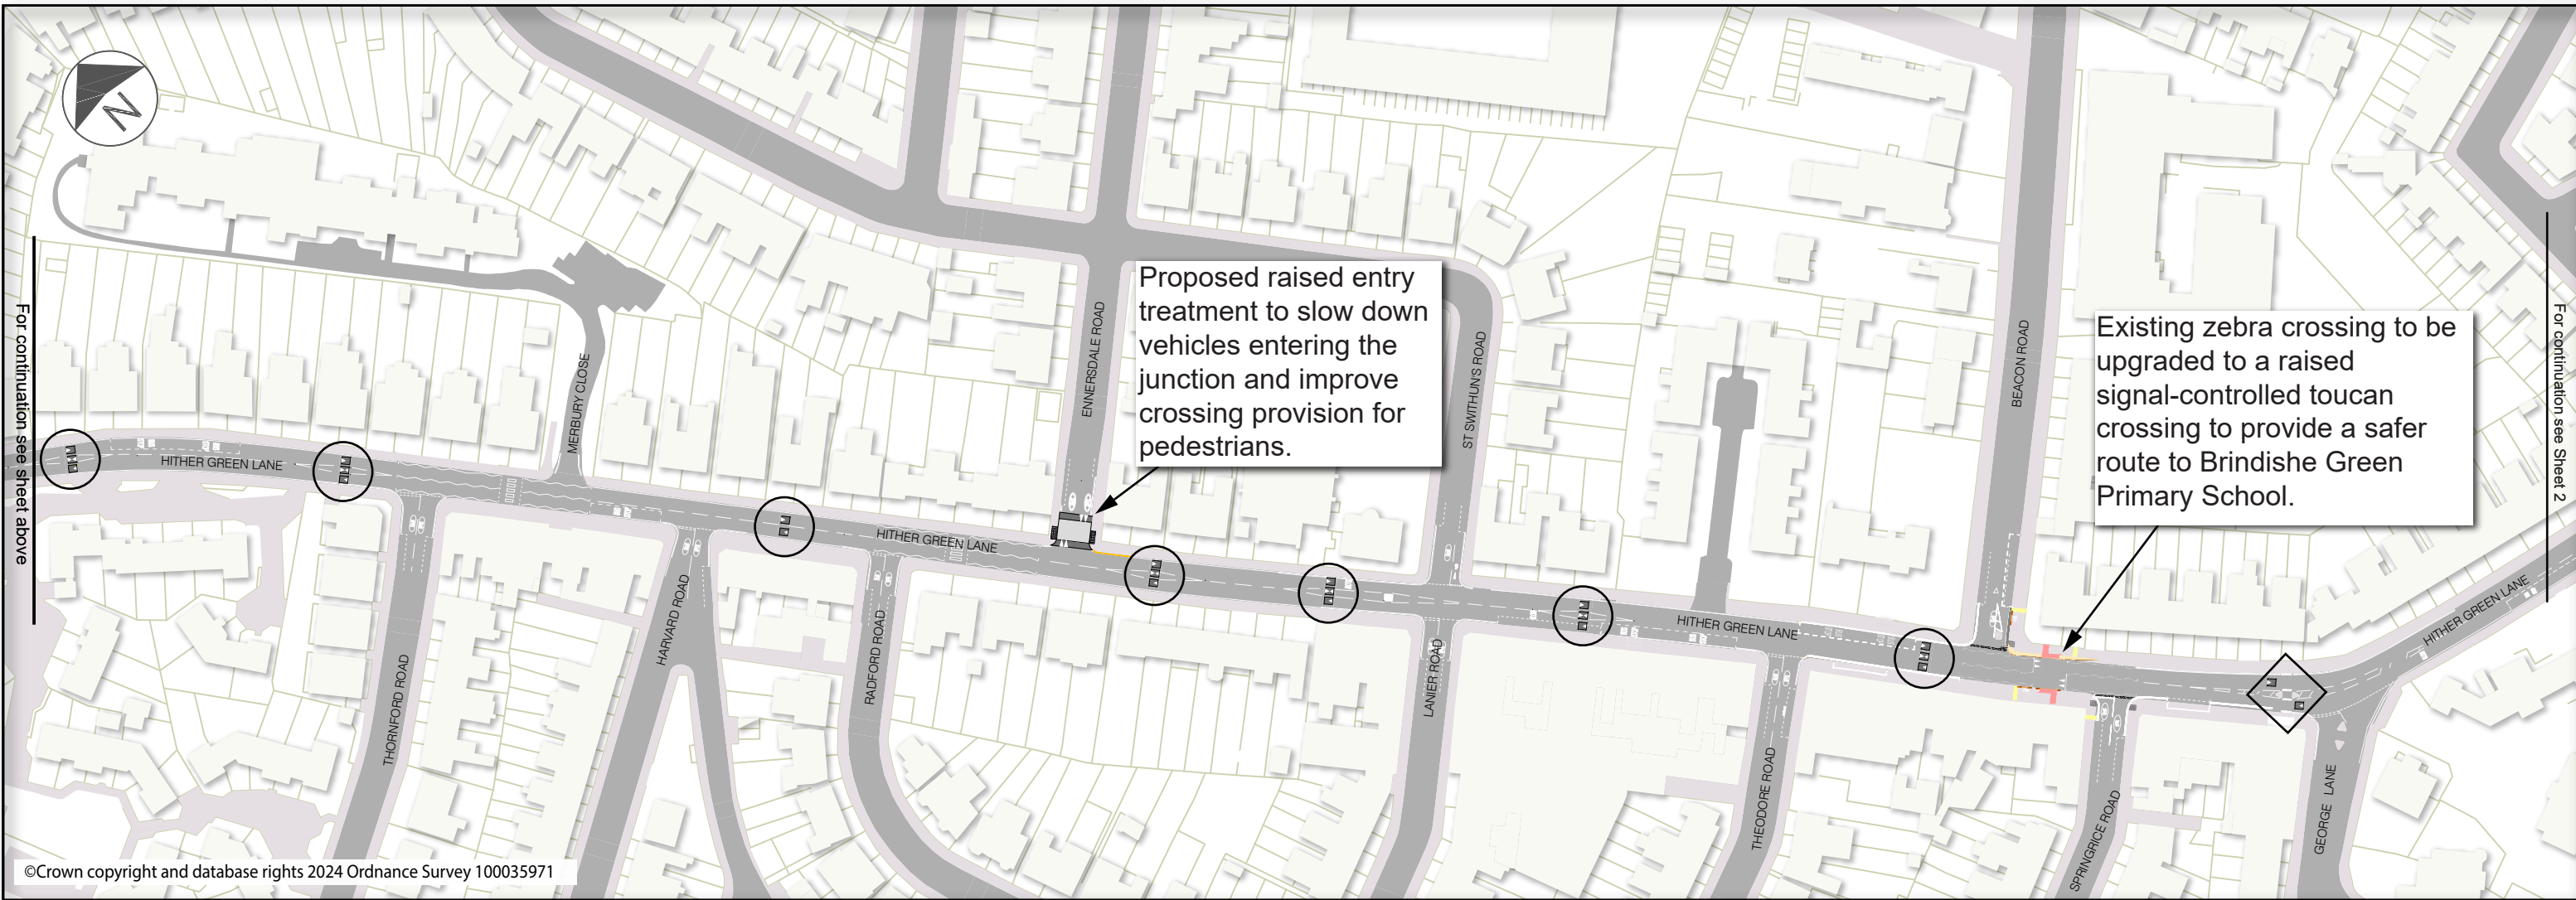 N
For continuation see sheet above
HITHER GREEN LANE
MERBURY CLOSE
THORNFORD ROAD
HARVARD ROAD
RADFORD ROAD
HITHER GREEN LANE
ENNERSDALE ROAD
Proposed raised entry
treatment to slow down
vehicles entering the
junction and improve
crossing provision for
pedestrians.
ST SWITHUN'S ROAD
LANIER ROAD
HITHER GREEN LANE
THEODORE ROAD
BEACON ROAD
Existing zebra crossing to be
upgraded to a raised
signal-controlled toucan
crossing to provide a safer
route to Brindishe Green
Primary School.
SPRINGRICE ROAD
GEORGE LANE
HITHER GREEN LANE
For continuation see Sheet 2
©Crown copyright and database rights 2024 Ordnance Survey 100035971